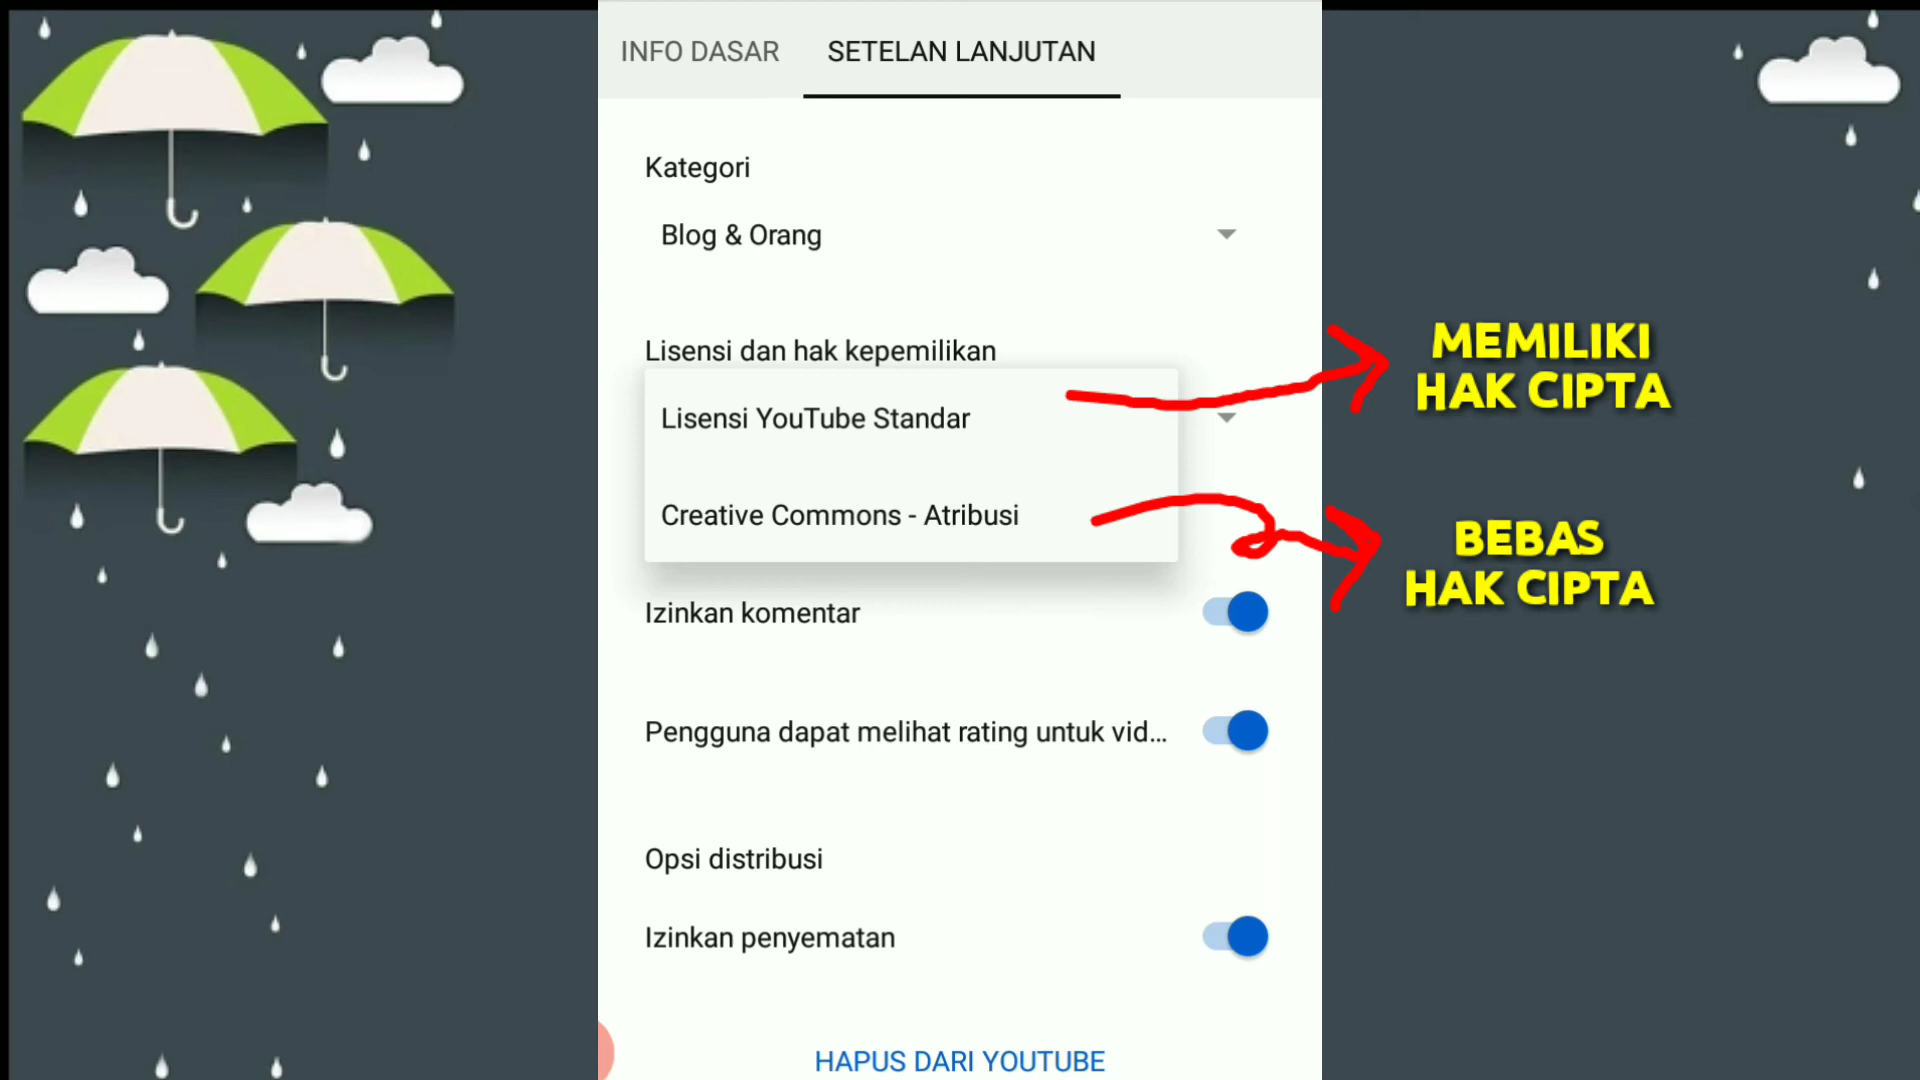 INFO DASAR
SETELAN LANJUTAN
Kategori
Blog & Orang
Lisensi dan hak kepemilikan
Lisensi YouTube Standar
Creative Commons - Atribusi
MEMILIKI
HAK CIPTA
BEBAS
HAK CIPTA
Izinkan komentar
Pengguna dapat melihat rating untuk vid...
Opsi distribusi
Izinkan penyematan
HAPUS DARI YOUTUBE